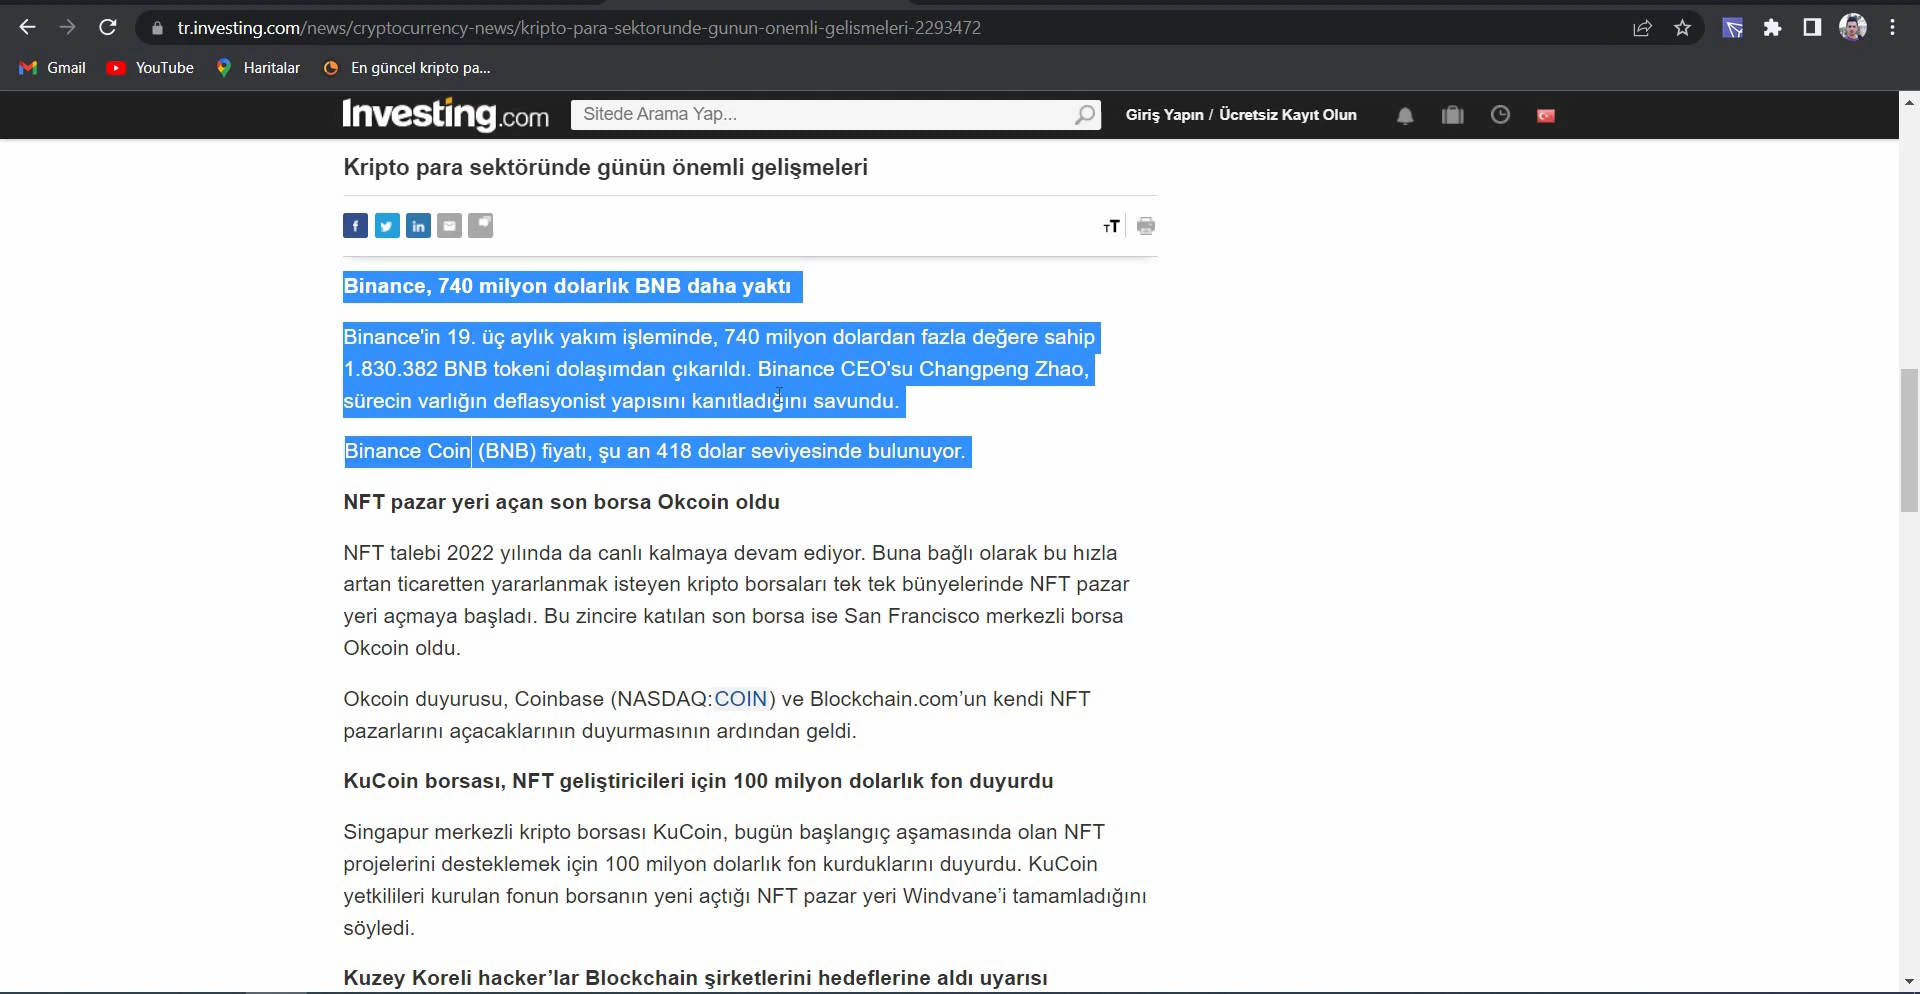 tr.investing.com/news/cryptocurrency-news/kripto-para-sektorunde-gunun-onemli-gelismeleri-2293472
Gmail YouTube Haritalar En güncel kripto pa...
Investing.com Sitede Arama Yap... Giriş Yapın / Ücretsiz Kayıt Olun
Kripto para sektöründe günün önemli gelişmeleri
Binance, 740 milyon dolarlık BNB daha yaktı
Binance'in 19. üç aylık yakım işleminde, 740 milyon dolardan fazla değere sahip
1.830.382 BNB tokeni dolaşımdan çıkarıldı. Binance CEO'su Changpeng Zhao,
sürecin varlığın deflasyonist yapısını kanıtladığını savundu.
Binance Coin (BNB) fiyatı, şu an 418 dolar seviyesinde bulunuyor.
NFT pazar yeri açan son borsa Okcoin oldu
NFT talebi 2022 yılında da canlı kalmaya devam ediyor. Buna bağlı olarak bu hızla
artan ticaretten yararlanmak isteyen kripto borsaları tek tek bünyelerinde NFT pazar
yeri açmaya başladı. Bu zincire katılan son borsa ise San Francisco merkezli borsa
Okcoin oldu.
Okcoin duyurusu, Coinbase (NASDAQ:COIN) ve Blockchain.com’un kendi NFT
pazarlarını açacaklarının duyurmasının ardından geldi.
KuCoin borsası, NFT geliştiricileri için 100 milyon dolarlık fon duyurdu
Singapur merkezli kripto borsası KuCoin, bugün başlangıç aşamasında olan NFT
projelerini desteklemek için 100 milyon dolarlık fon kurduklarını duyurdu. KuCoin
yetkilileri kurulan fonun borsanın yeni açtığı NFT pazar yeri Windvane’i tamamladığını
söyledi.
Kuzey Koreli hacker’lar Blockchain şirketlerini hedeflerine aldı uyarısı